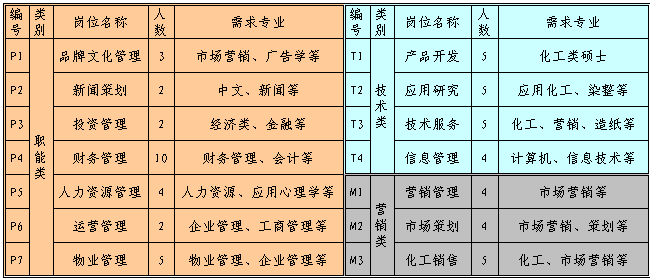 编号 类别 岗位名称 人数 需求专业 编号 类别 岗位名称 人数 需求专业
P1 职能类 品牌文化管理 3 市场营销、广告学等 T1 技术类 产品开发 5 化工类硕士
P2 新闻策划 2 中文、新闻等 T2 应用研究 5 应用化工、染整等
P3 投资管理 2 经济类、金融等 T3 技术服务 5 化工、营销、造纸等
P4 财务管理 10 财务管理、会计等 T4 信息管理 4 计算机、信息技术等
P5 人力资源管理 4 人力资源、应用心理学等 M1 营销类 营销管理 4 市场营销等
P6 运营管理 2 企业管理、工商管理等 M2 市场策划 4 市场营销、策划等
P7 物业管理 5 物业管理、企业管理等 M3 化工销售 5 化工、市场营销等